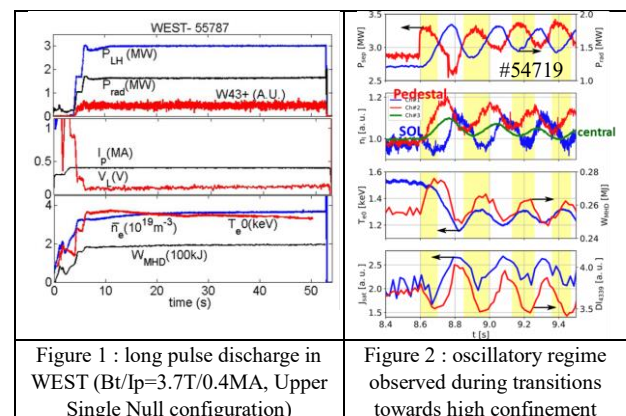 WEST- 55787
3
P_LH (MW)
2
P_rad (MW)
W43+ (A.U.)
1
0
1
I_p(MA)
0.5
V_L(V)
0
4
n̄_e(10^19 m^-3)
T_e0(keV)
2
W_MHD(100kJ)
0
0 10 20 30 40 50
time (s)
Figure 1 : long pulse discharge in
WEST (Bt/Ip=3.7T/0.4MA, Upper
Single Null configuration)
3.5 2.0
P_sep [MW] 3.0 1.5 P_rad [MW]
#54719
2.5 1.0
Pedestal Ch#1
Ch#2
1.2 Ch#3
n_l [a. u.]
SOL central
1.0
1.6 0.28
T_e0 [keV] 1.4 0.26 W_MHD [MJ]
1.2 0.24
2.5 4.0
J_sat [a. u.] 2.0 DI_4339 [a. u.]
1.5 3.5
8.4 8.6 8.8 9.0 9.2 9.4
t [s]
Figure 2 : oscillatory regime
observed during transitions
towards high confinement